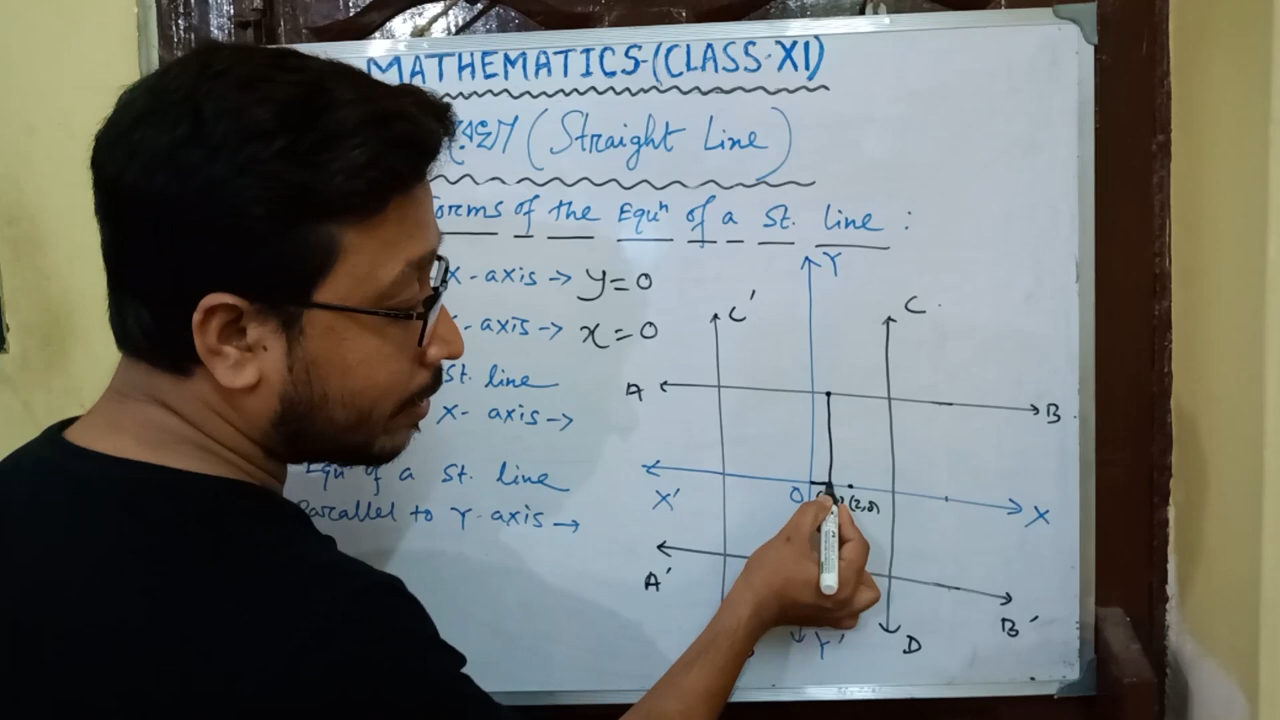 MATHEMATICS-(CLASS-XI)
(Straight Line)
of the Equⁿ of a St. line :
X-axis → y=0
-axis → x=0
St. line
X-axis →
Equⁿ of a St. line
Parallel to Y-axis →
Y
C'
C
A
B
X'
O
(2,0)
X
A'
B'
Y'
D